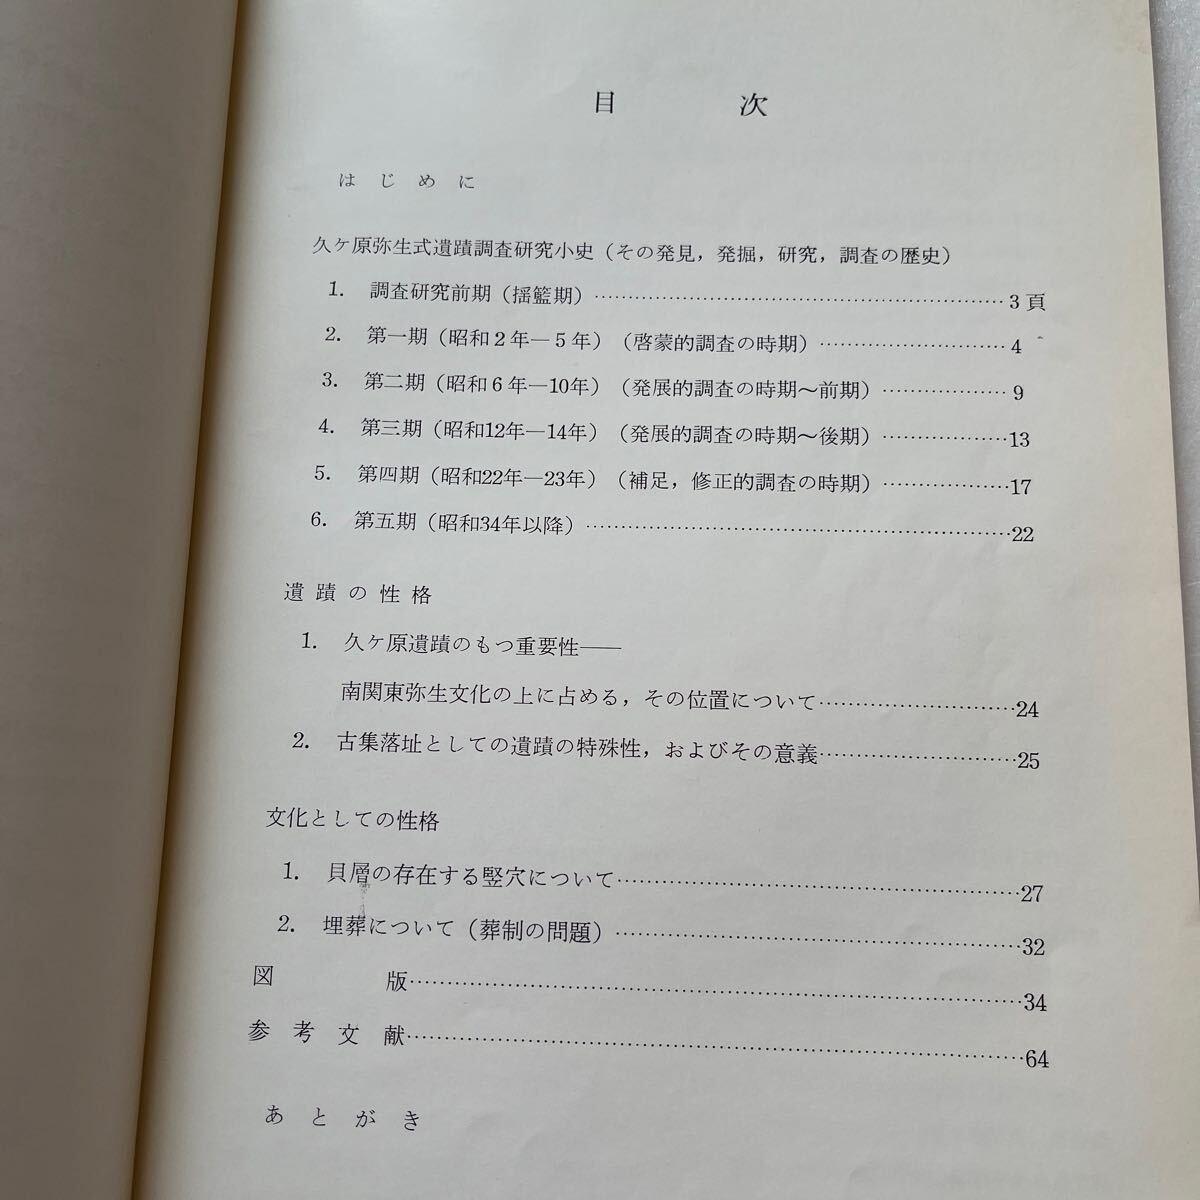 目次
はじめに
久ケ原弥生式遺蹟調査研究小史（その発見，発掘，研究，調査の歴史）
1. 調査研究前期（揺籃期）……………………………………………………3頁
2. 第一期（昭和２年―５年）（啓蒙的調査の時期）………………………4
3. 第二期（昭和６年―10年）（発展的調査の時期～前期）………………9
4. 第三期（昭和12年―14年）（発展的調査の時期～後期）………………13
5. 第四期（昭和22年―23年）（補足，修正的調査の時期）………………17
6. 第五期（昭和34年以降）……………………………………………………22
遺蹟の性格
1. 久ケ原遺蹟のもつ重要性――
南関東弥生文化の上に占める，その位置について………………………24
2. 古集落址としての遺蹟の特殊性，およびその意義………………………25
文化としての性格
1. 貝層の存在する竪穴について………………………………………………27
2. 埋葬について（葬制の問題）………………………………………………32
図版……………………………………………………………………………34
参考文献………………………………………………………………………64
あとがき